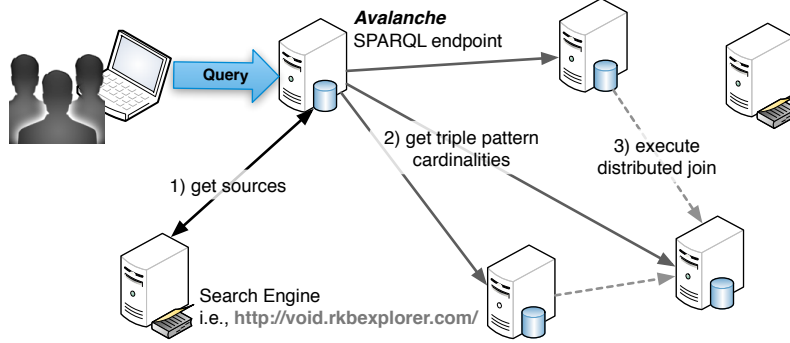 Avalanche
SPARQL endpoint
Query
2) get triple pattern
cardinalities
3) execute
distributed join
1) get sources
Search Engine
i.e., http://void.rkbexplorer.com/